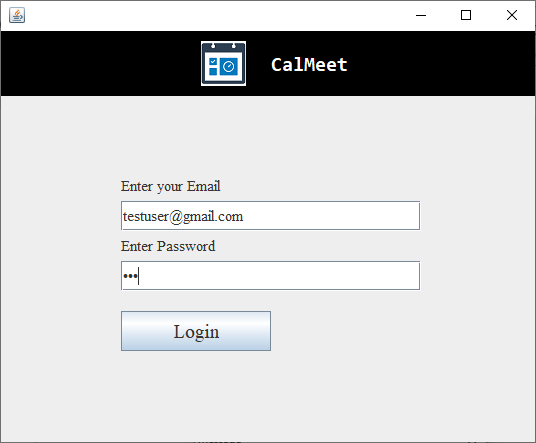 CalMeet
Enter your Email
testuser@gmail.com
Enter Password
•••
Login